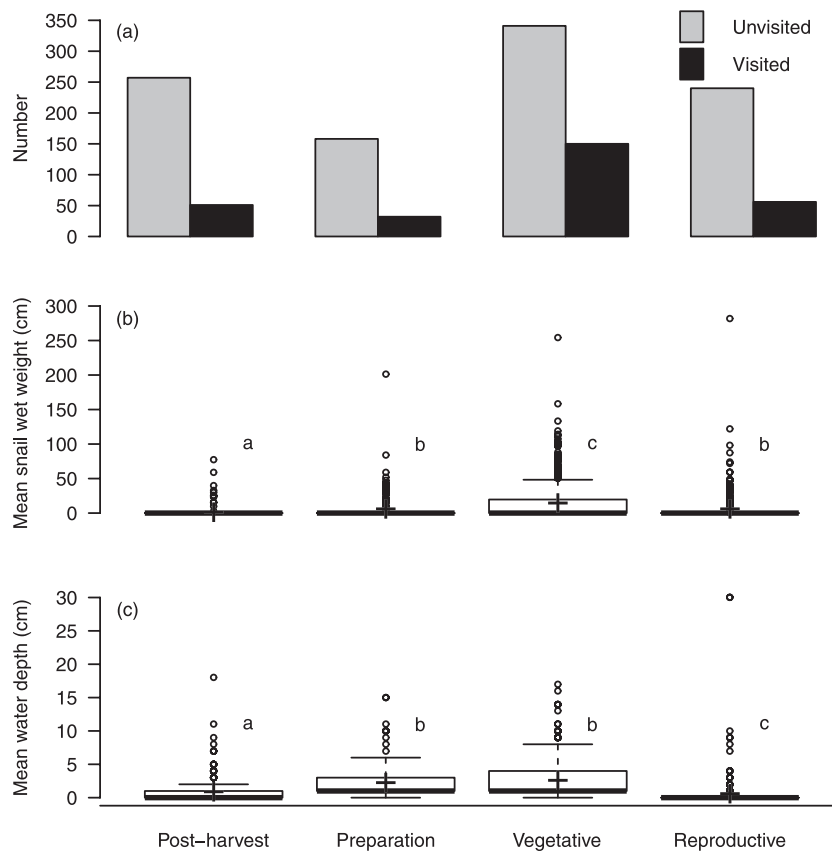 (a)
Unvisited
Visited
Number
350
300
250
200
150
100
50
0
(b)
Mean snail wet weight (cm)
300
250
200
150
100
50
0
a
b
c
b
(c)
Mean water depth (cm)
30
25
20
15
10
5
0
a
b
b
c
Post–harvest Preparation Vegetative Reproductive